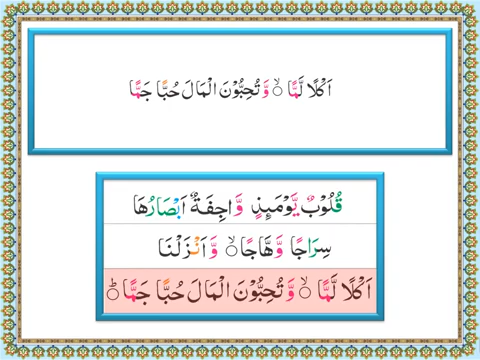 اَكْلًا لَّمًّا ۙ وَّ تُحِبُّوْنَ الْمَالَ حُبًّا جَمًّا
قُلُوْبٌ يَّوْمَىِٕذٍ وَّاجِفَةٌ اَبْصَارُهَا
سِرَاجًا وَّهَّاجًا ۙ وَّ اَنْزَلْنَا
اَكْلًا لَّمًّا ۙ وَّ تُحِبُّوْنَ الْمَالَ حُبًّا جَمًّا ؕ